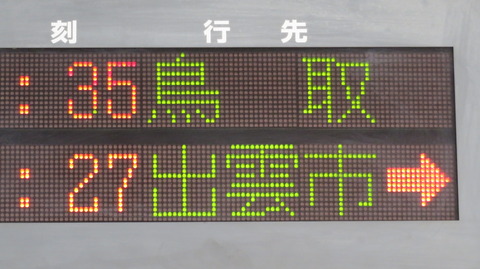 刻 行先
:35 鳥取
:27 出雲市 →